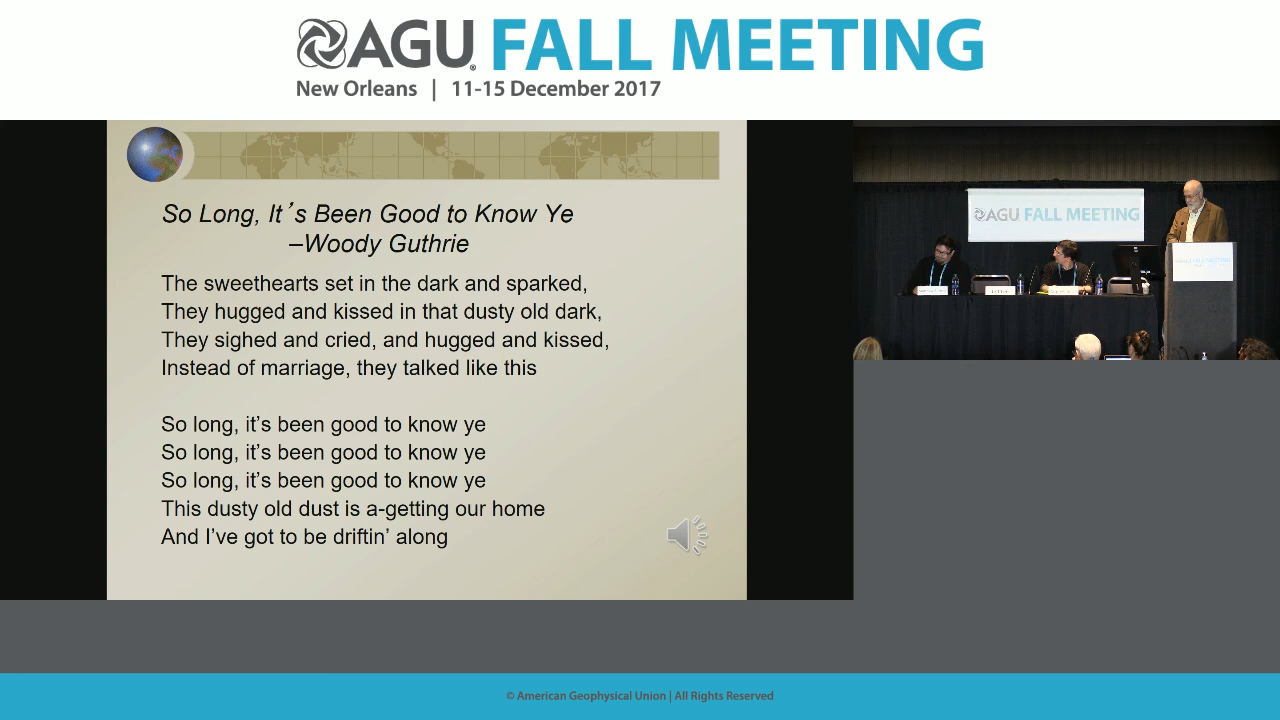 AGU FALL MEETING
New Orleans | 11-15 December 2017
So Long, It's Been Good to Know Ye
–Woody Guthrie
The sweethearts set in the dark and sparked,
They hugged and kissed in that dusty old dark,
They sighed and cried, and hugged and kissed,
Instead of marriage, they talked like this
So long, it's been good to know ye
So long, it's been good to know ye
So long, it's been good to know ye
This dusty old dust is a-getting our home
And I've got to be driftin' along
AGU FALL MEETING
AGU FALL MEETING
© American Geophysical Union | All Rights Reserved